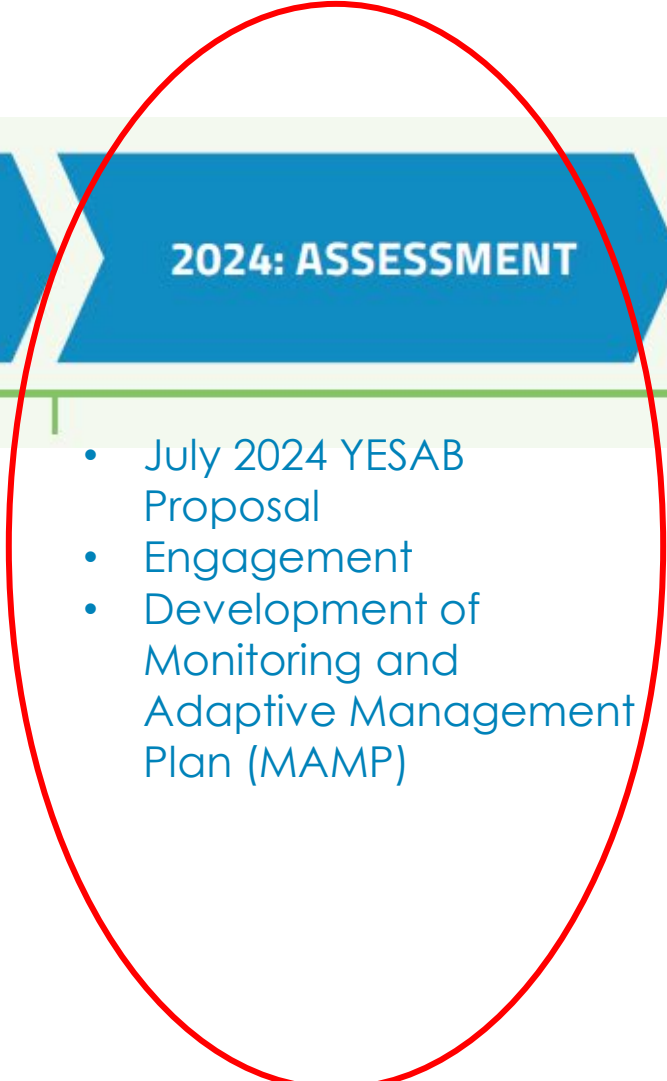 2024: ASSESSMENT
• July 2024 YESAB
Proposal
• Engagement
• Development of
Monitoring and
Adaptive Management
Plan (MAMP)